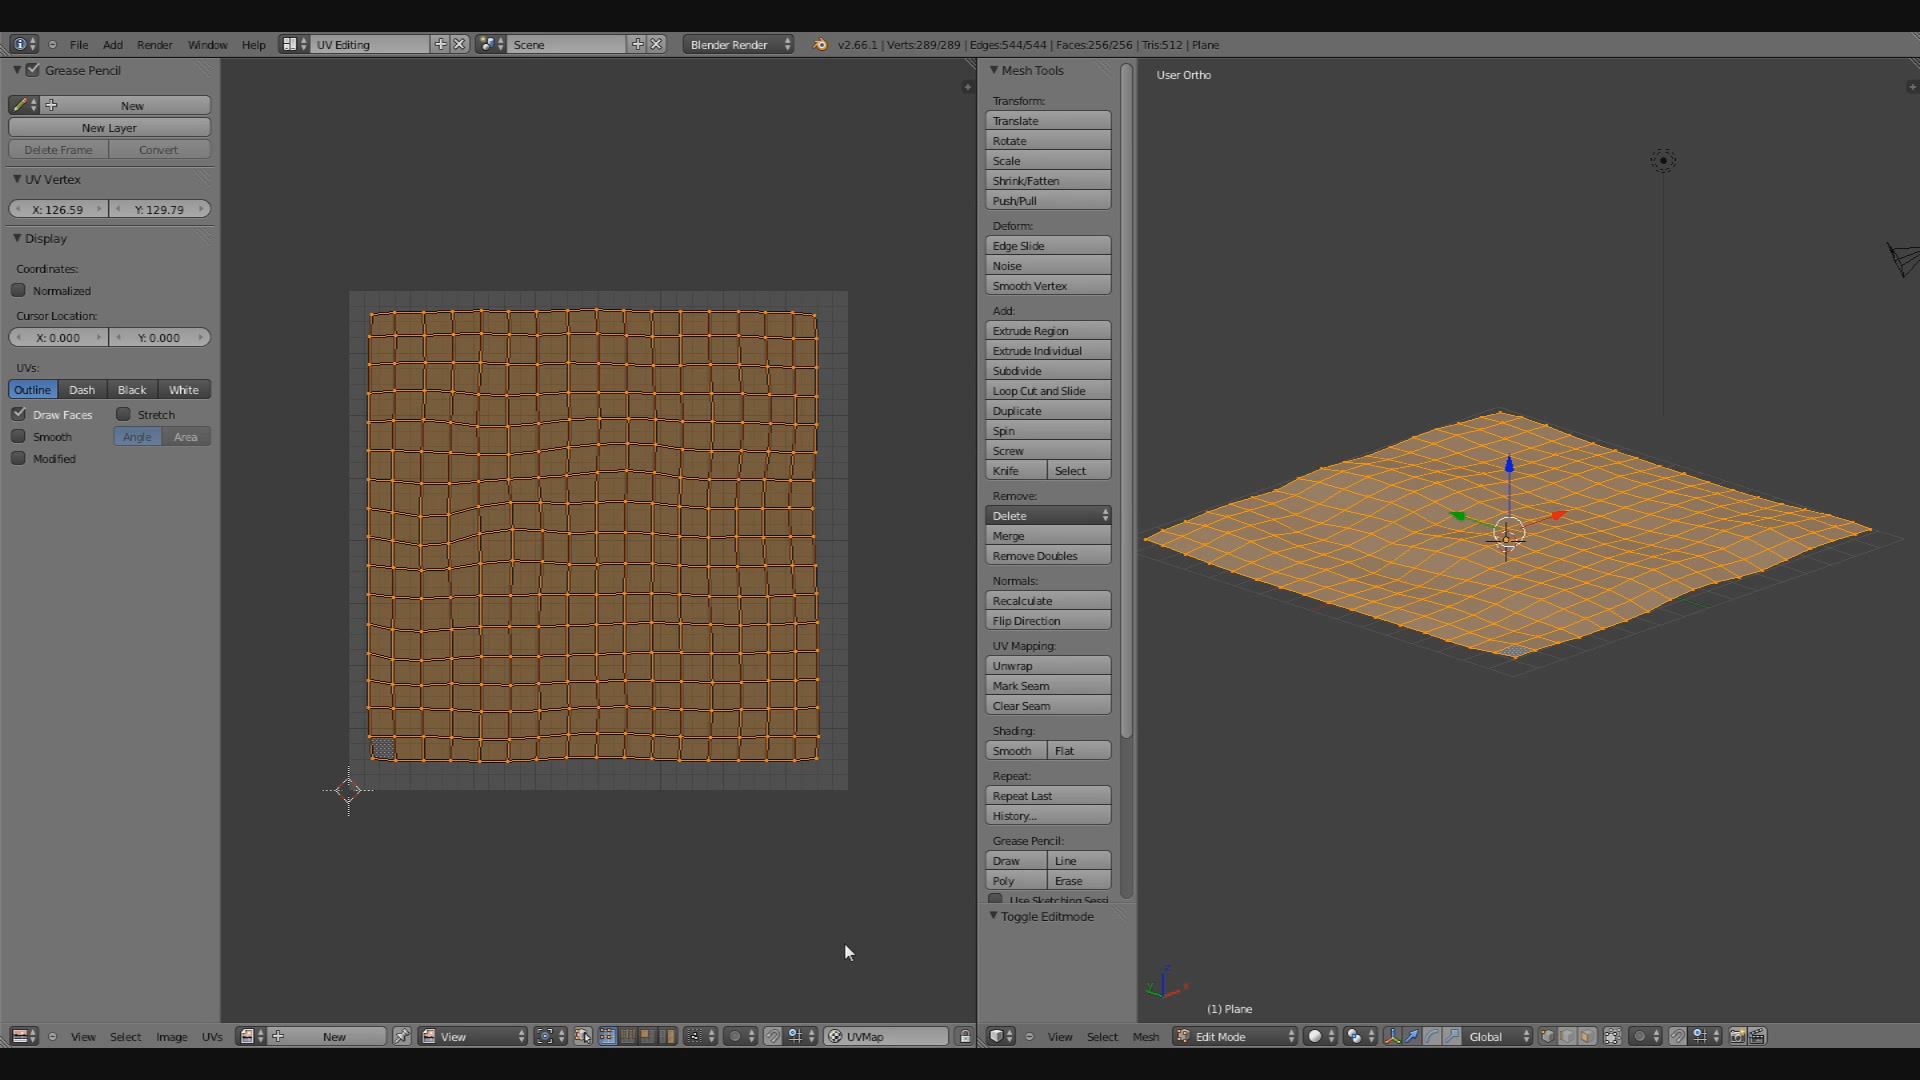 File Add Render Window Help UV Editing Scene Blender Render v2.66.1 | Verts:289/289 | Edges:544/544 | Faces:256/256 | Tris:512 | Plane
Grease Pencil
New
New Layer
Delete Frame Convert
UV Vertex
X: 126.59 Y: 129.79
Display
Coordinates:
Normalized
Cursor Location:
X: 0.000 Y: 0.000
UVs:
Outline Dash Black White
Draw Faces Stretch
Smooth Angle Area
Modified
Mesh Tools
Transform:
Translate
Rotate
Scale
Shrink/Fatten
Push/Pull
Deform:
Edge Slide
Noise
Smooth Vertex
Add:
Extrude Region
Extrude Individual
Subdivide
Loop Cut and Slide
Duplicate
Spin
Screw
Knife Select
Remove:
Delete
Merge
Remove Doubles
Normals:
Recalculate
Flip Direction
UV Mapping:
Unwrap
Mark Seam
Clear Seam
Shading:
Smooth Flat
Repeat:
Repeat Last
History...
Grease Pencil:
Draw Line
Poly Erase
Use Sketching Sessi
Toggle Editmode
User Ortho
Z
Y X
(1) Plane
View Select Image UVs New View UVMap
View Select Mesh Edit Mode Global